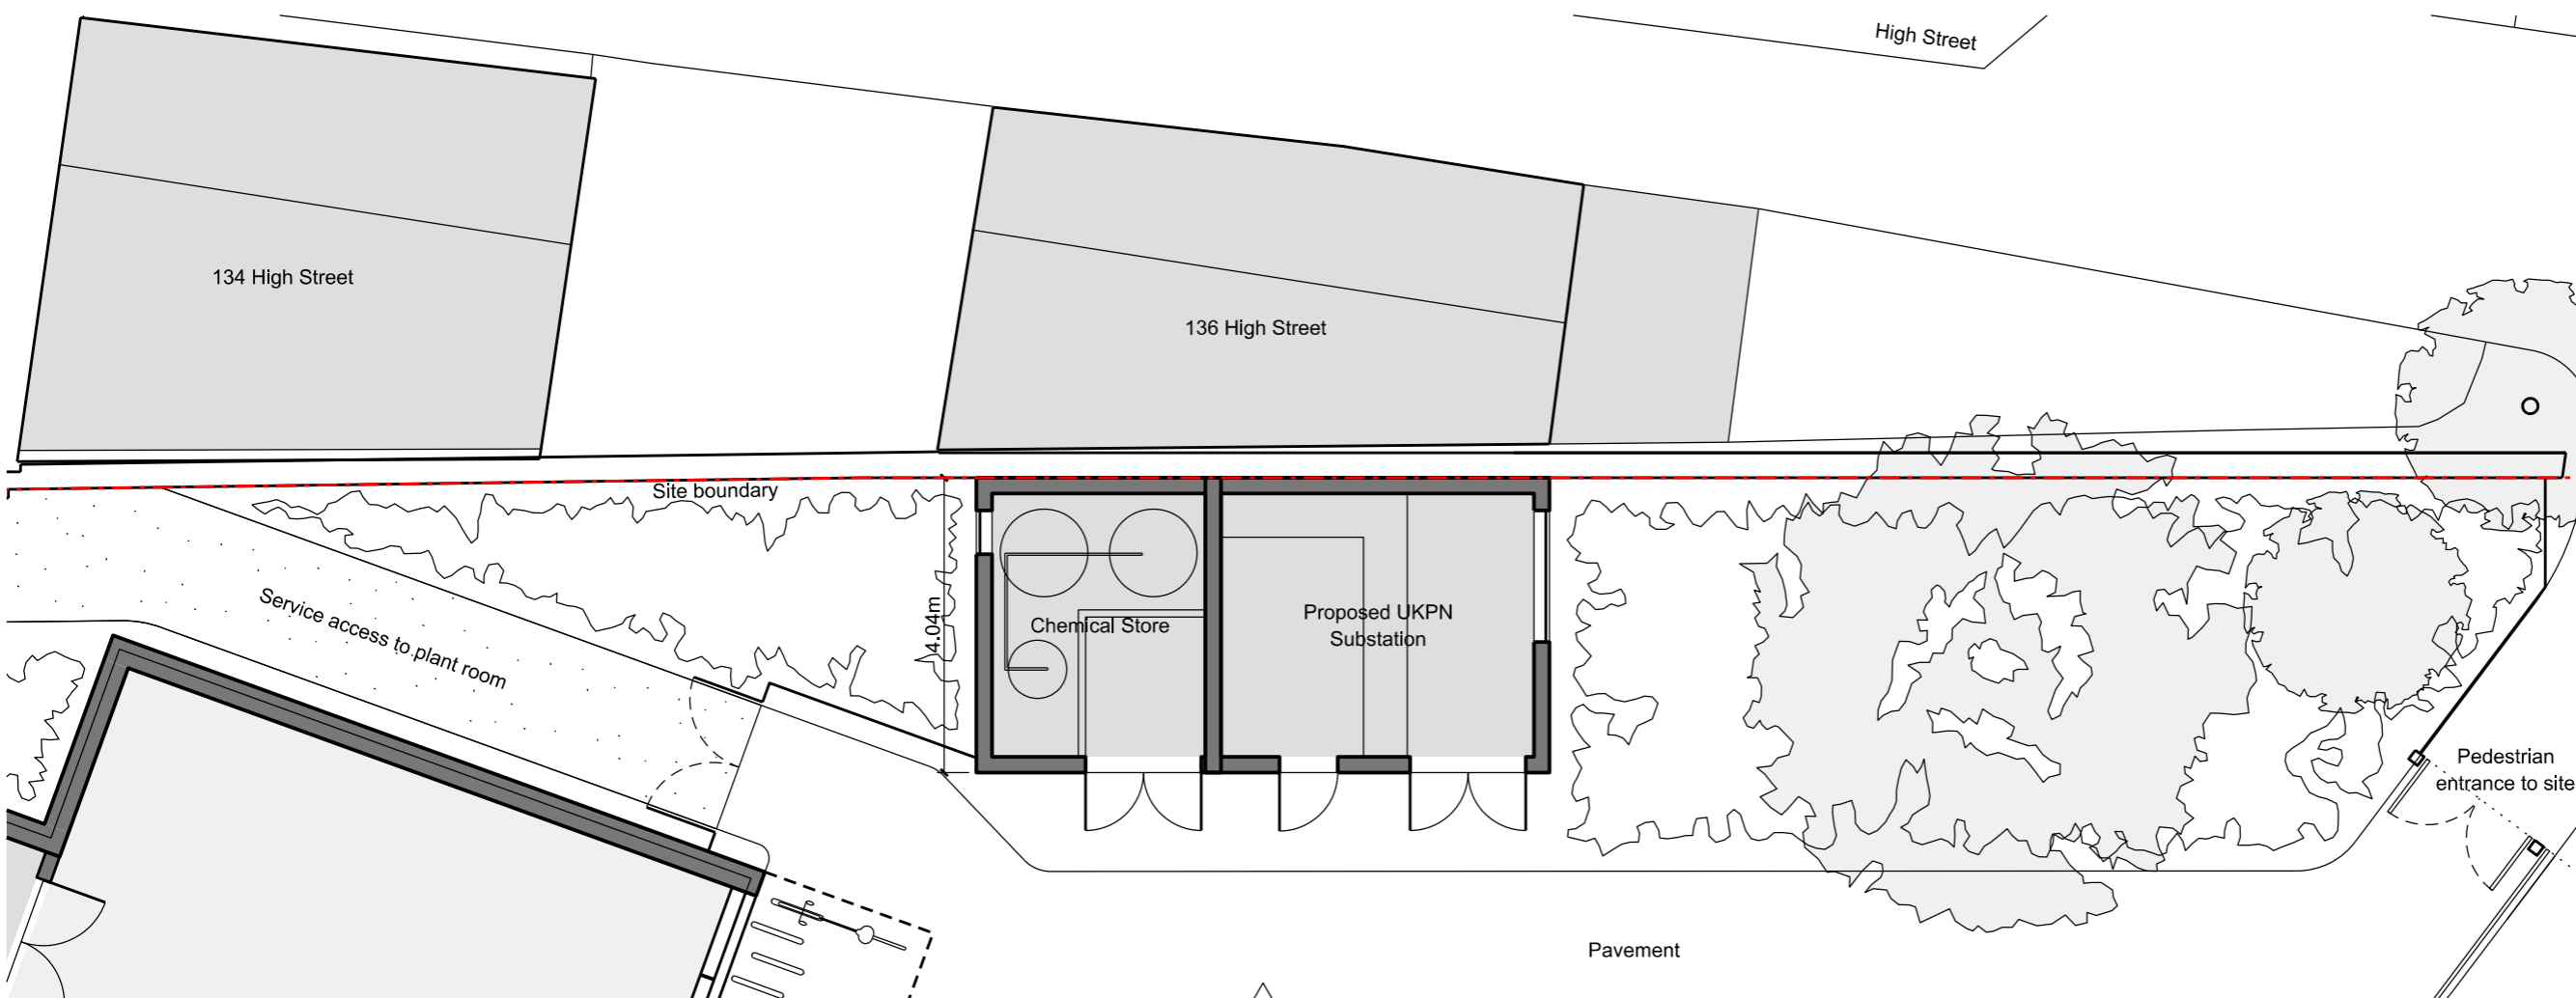 High Street
134 High Street
136 High Street
Site boundary
Service access to plant room
4.04m
Chemical Store
Proposed UKPN
Substation
Pedestrian
entrance to site
Pavement